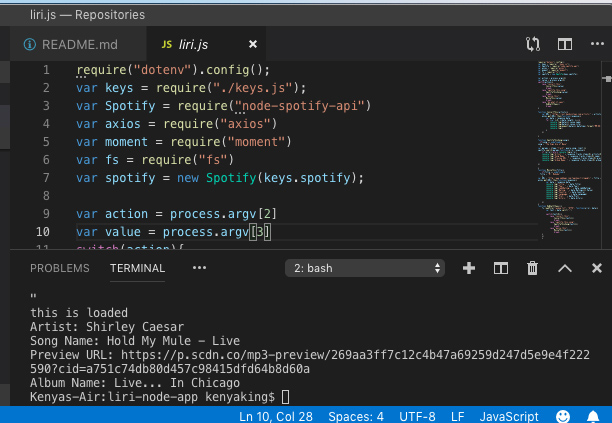 liri.js — Repositories
README.md
JS liri.js
1 require("dotenv").config();
2 var keys = require("./keys.js");
3 var Spotify = require("node-spotify-api")
4 var axios = require("axios")
5 var moment = require("moment")
6 var fs = require("fs")
7 var spotify = new Spotify(keys.spotify);
8
9 var action = process.argv[2]
10 var value = process.argv[3]
11 switch(action){
PROBLEMS TERMINAL ••• 2: bash
"
this is loaded
Artist: Shirley Caesar
Song Name: Hold My Mule - Live
Preview URL: https://p.scdn.co/mp3-preview/269aa3ff7c12c4b47a69259d247d5e9e4f222
590?cid=a751c74db80d457c98415dfd64b8d60a
Album Name: Live... In Chicago
Kenyas-Air:liri-node-app kenyaking$
Ln 10, Col 28 Spaces: 4 UTF-8 LF JavaScript